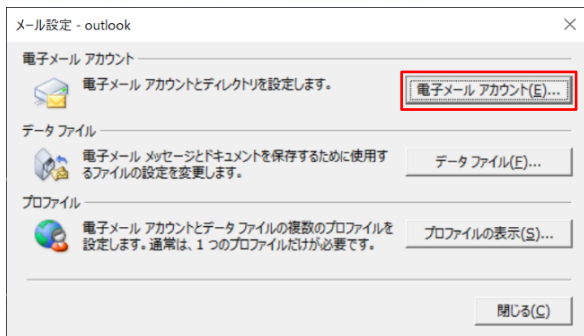 メール設定 - outlook
電子メール アカウント
電子メール アカウントとディレクトリを設定します。
電子メール アカウント(E)...
データ ファイル
電子メール メッセージとドキュメントを保存するために使用す
るファイルの設定を変更します。
データ ファイル(F)...
プロファイル
電子メール アカウントとデータ ファイルの複数のプロファイルを
設定します。通常は、1 つのプロファイルだけが必要です。
プロファイルの表示(S)...
閉じる(C)